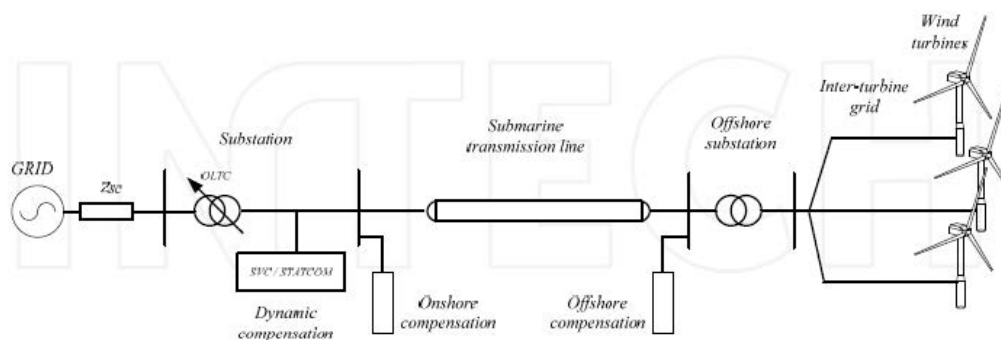 Wind
turbines
Inter-turbine
grid
Substation
Submarine
transmission line
Offshore
substation
GRID
Zsc
OLTC
SVC / STATCOM
Dynamic
compensation
Onshore
compensation
Offshore
compensation
INTECH